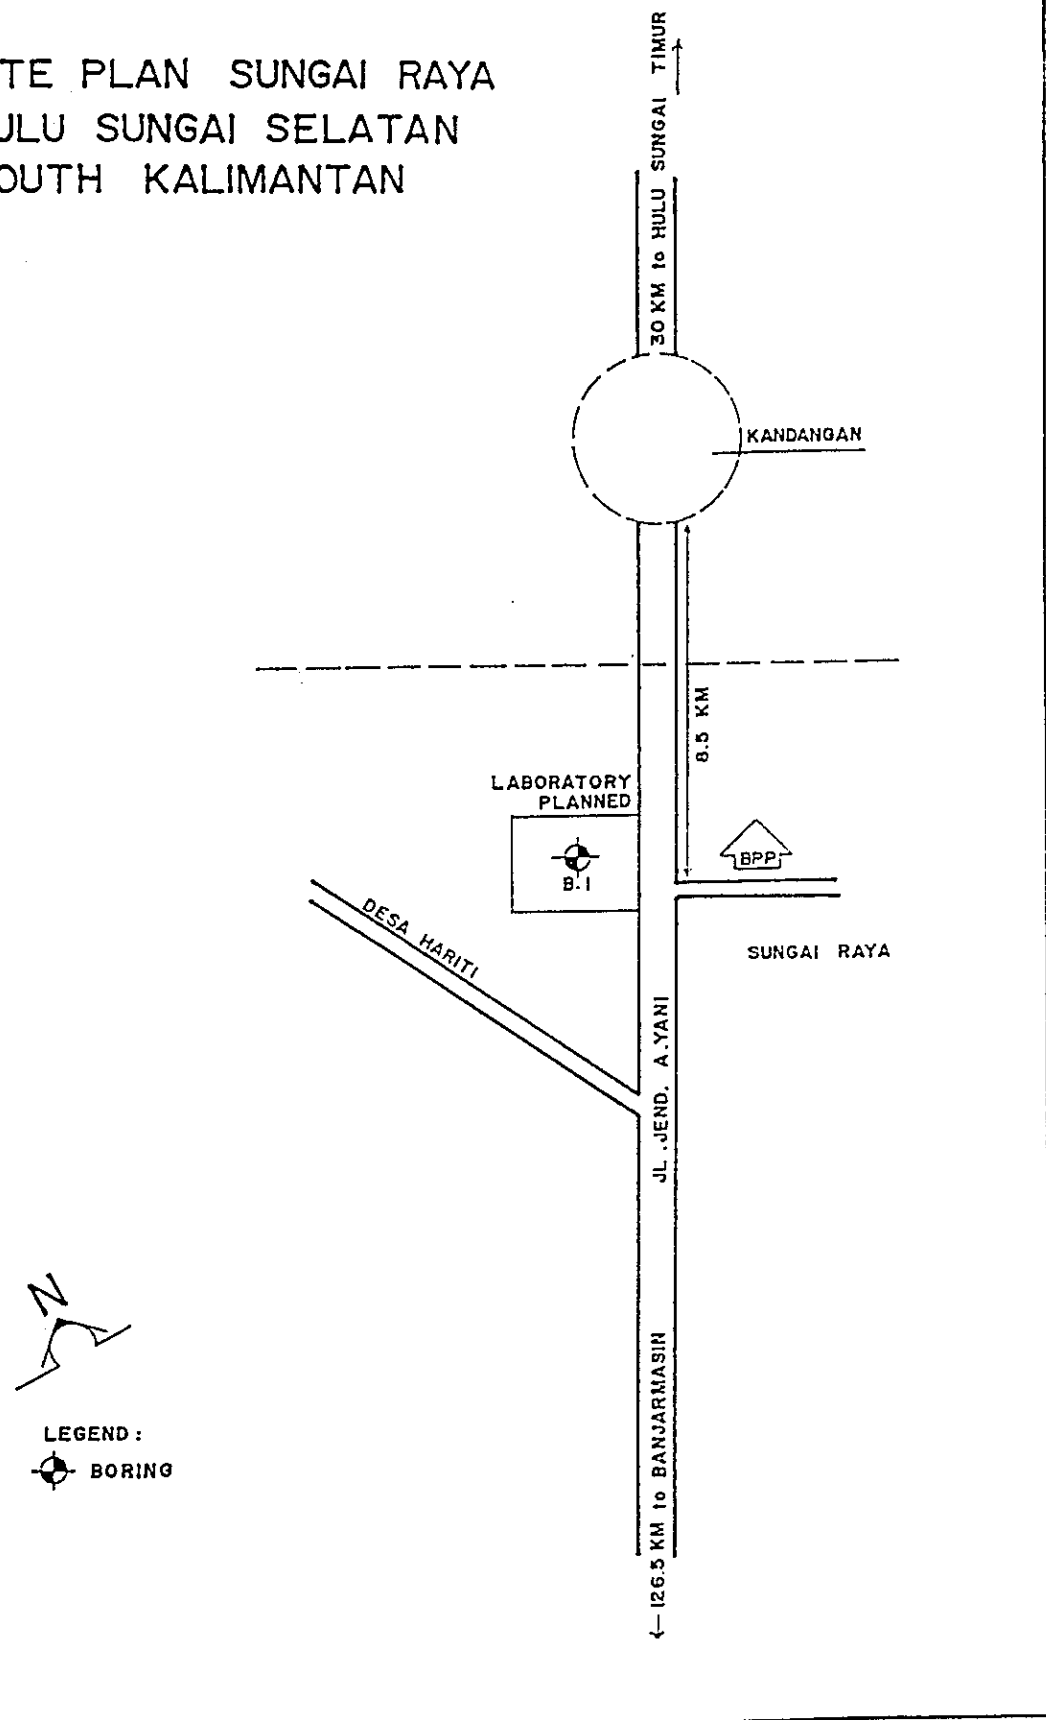 TE PLAN SUNGAI RAYA
ULU SUNGAI SELATAN
OUTH KALIMANTAN
30 KM to HULU SUNGAI TIMUR
KANDANGAN
8.5 KM
LABORATORY
PLANNED
B.1
BPP
DESA HARITI
SUNGAI RAYA
JL. JEND. A.YANI
126.5 KM to BANJARMASIN
N
LEGEND :
BORING